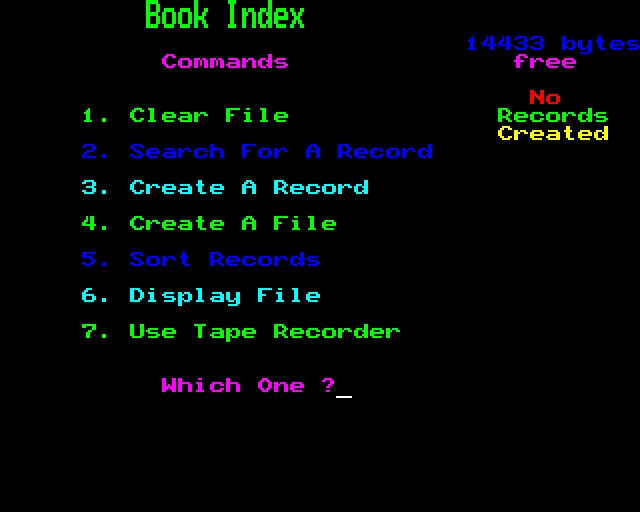 Book Index
14433 bytes
Commands
free
No
1. Clear File
Records
Created
2. Search For A Record
3. Create A Record
4. Create A File
5. Sort Records
6. Display File
7. Use Tape Recorder
Which One ?_